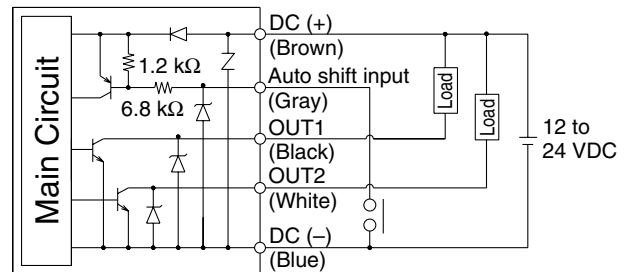 DC (+)
(Brown)
1.2 kΩ
Auto shift input
6.8 kΩ
(Gray)
Load
Load
Main Circuit
OUT1
(Black)
12 to
24 VDC
OUT2
(White)
DC (–)
(Blue)